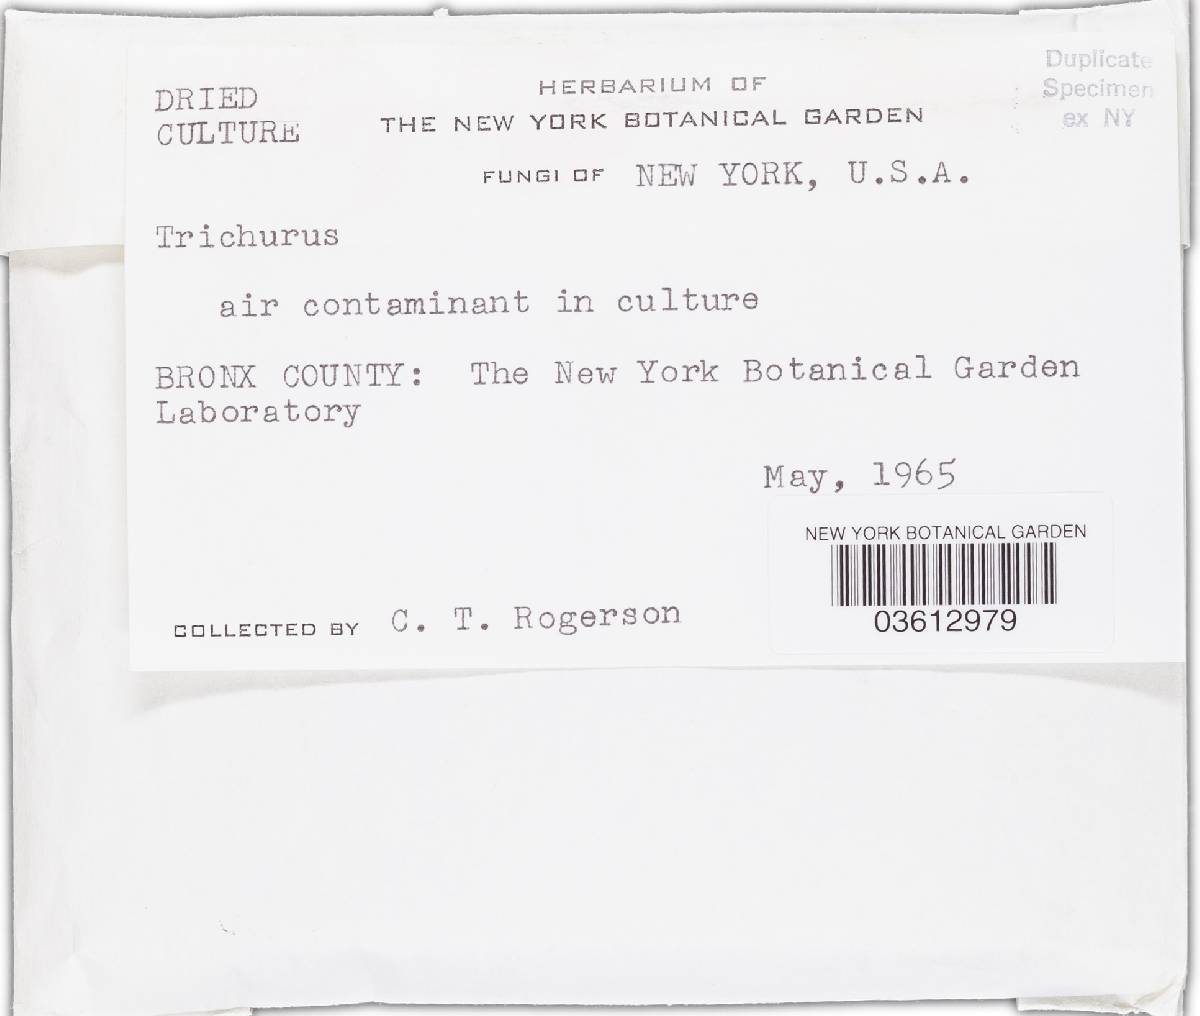 DRIED
CULTURE
HERBARIUM OF
THE NEW YORK BOTANICAL GARDEN
Duplicate
Specimen
ex NY
FUNGI OF NEW YORK, U.S.A.
Trichurus
air contaminant in culture
BRONX COUNTY: The New York Botanical Garden
Laboratory
May, 1965
NEW YORK BOTANICAL GARDEN
03612979
COLLECTED BY C. T. Rogerson